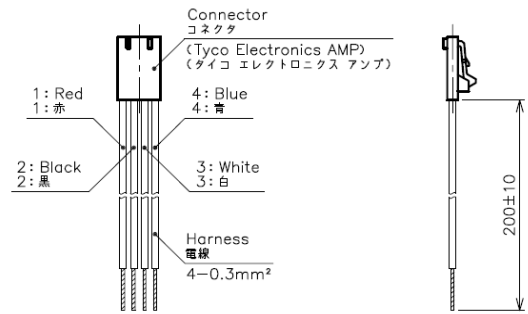 Connector
コネクタ
(Tyco Electronics AMP)
(タイコ エレクトロニクス アンプ)
1: Red
1: 赤
4: Blue
4: 青
2: Black
2: 黒
3: White
3: 白
Harness
電線
4-0.3mm²
200±10